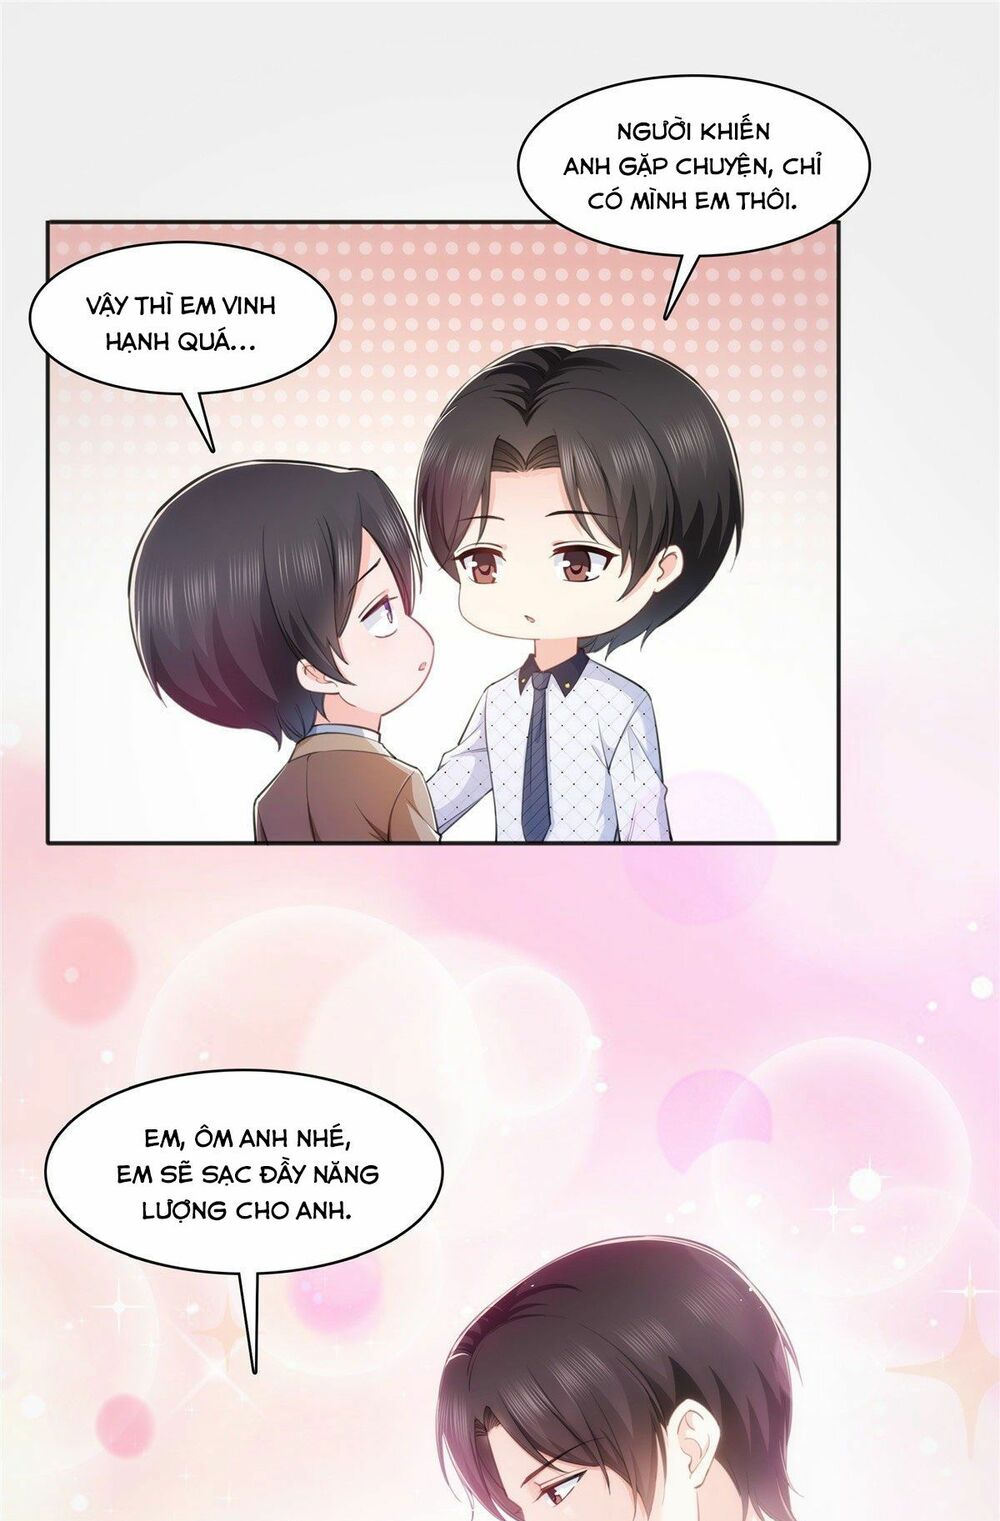 NGƯỜI KHIẾN
ANH GẶP CHUYỆN, CHỈ
CÓ MÌNH EM THÔI.
VẬY THÌ EM VINH
HẠNH QUÁ...
EM, ÔM ANH NHÉ,
EM SẼ SẠC ĐẦY NĂNG
LƯỢNG CHO ANH.